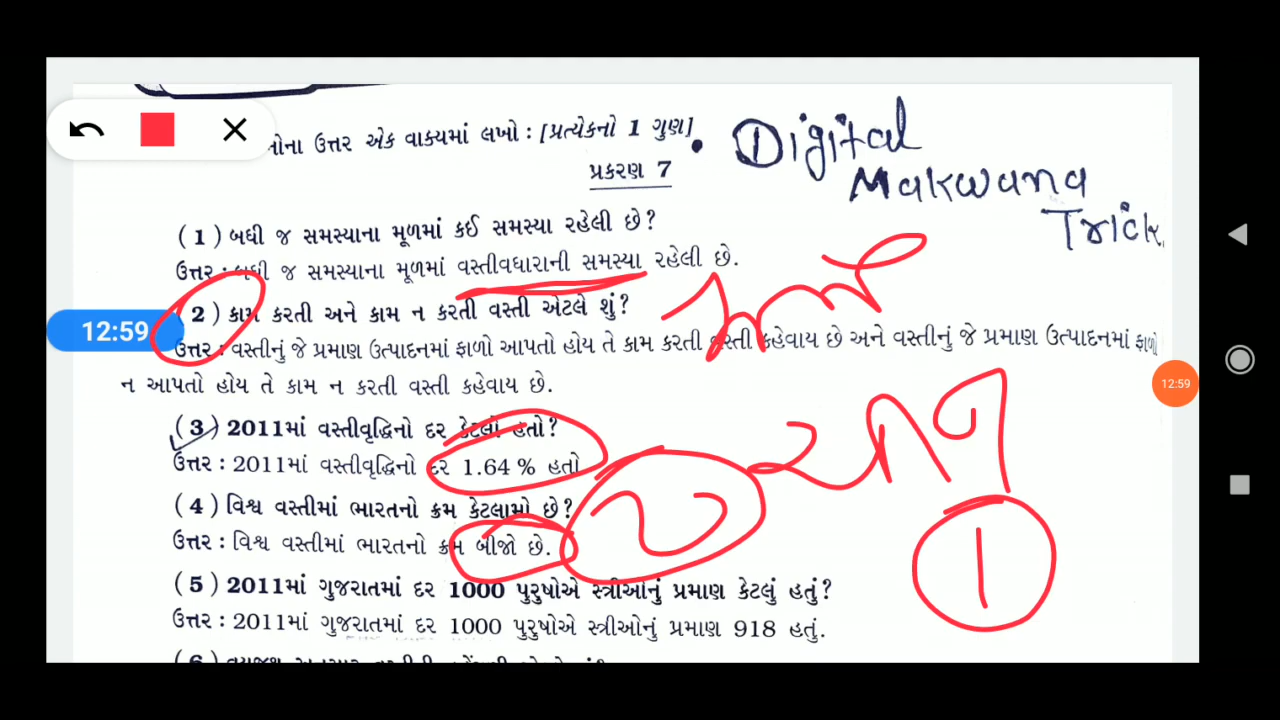 નોના ઉત્તર એક વાક્યમાં લખો : [પ્રત્યેકનો 1 ગુણ]
Digital
Makwana
Trick
પ્રકરણ 7
( 1 ) બધી જ સમસ્યાના મૂળમાં કઈ સમસ્યા રહેલી છે?
ઉત્તર : બધી જ સમસ્યાના મૂળમાં વસ્તીવધારાની સમસ્યા રહેલી છે.
( 2 ) કામ કરતી અને કામ ન કરતી વસ્તી એટલે શું?
12:59
ઉત્તર : વસ્તીનું જે પ્રમાણ ઉત્પાદનમાં ફાળો આપતો હોય તે કામ કરતી વસ્તી કહેવાય છે અને વસ્તીનું જે પ્રમાણ ઉત્પાદનમાં ફાળો
ન આપતો હોય તે કામ ન કરતી વસ્તી કહેવાય છે.
12:59
( 3 ) 2011માં વસ્તીવૃદ્ધિનો દર કેટલો હતો?
ઉત્તર : 2011માં વસ્તીવૃદ્ધિનો દર 1.64 % હતો
( 4 ) વિશ્વ વસ્તીમાં ભારતનો ક્રમ કેટલામો છે?
ઉત્તર : વિશ્વ વસ્તીમાં ભારતનો ક્રમ બીજો છે.
1
( 5 ) 2011માં ગુજરાતમાં દર 1000 પુરુષોએ સ્ત્રીઓનું પ્રમાણ કેટલું હતું?
ઉત્તર : 2011માં ગુજરાતમાં દર 1000 પુરુષોએ સ્ત્રીઓનું પ્રમાણ 918 હતું.